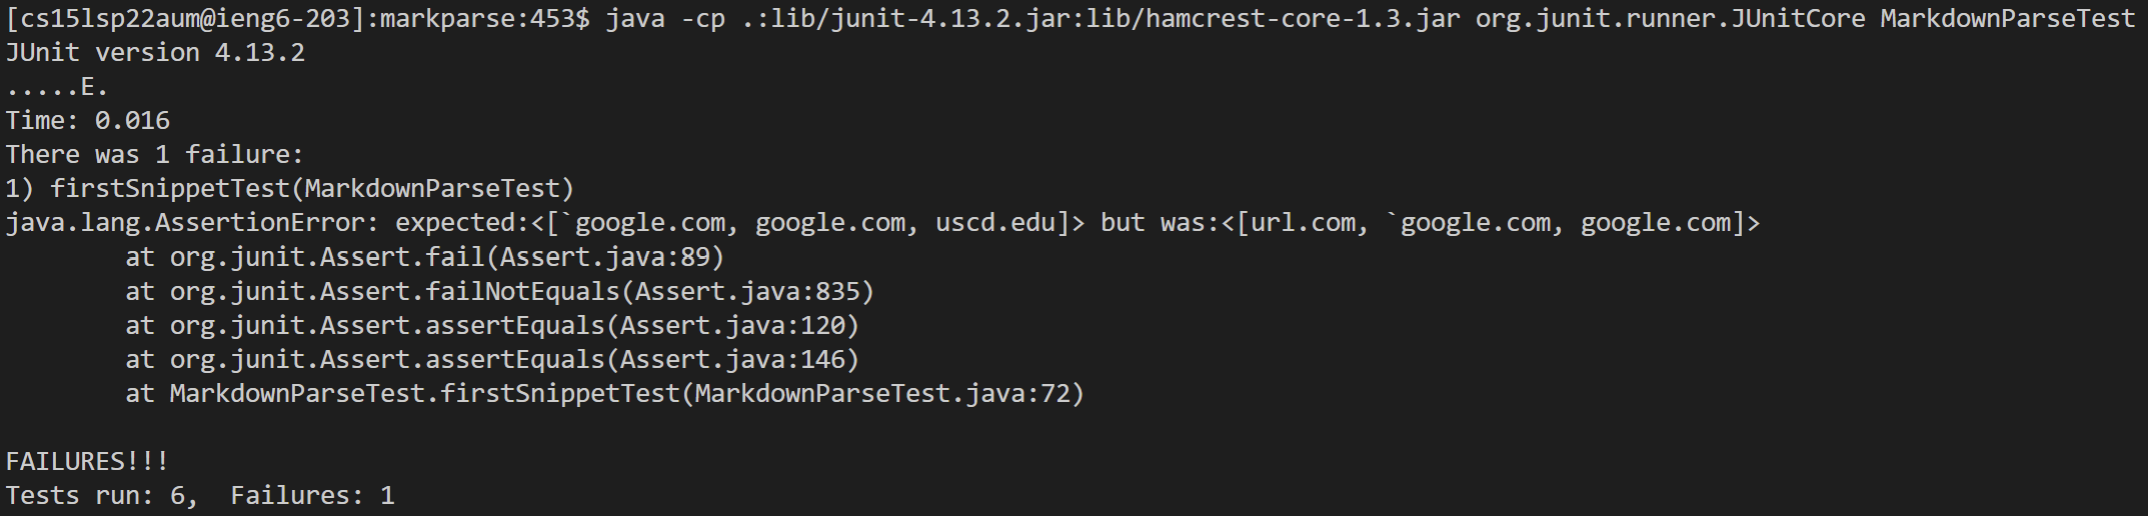 [cs15lsp22aum@ieng6-203]:markparse:453$ java -cp .:lib/junit-4.13.2.jar:lib/hamcrest-core-1.3.jar org.junit.runner.JUnitCore MarkdownParseTest
JUnit version 4.13.2
.....E.
Time: 0.016
There was 1 failure:
1) firstSnippetTest(MarkdownParseTest)
java.lang.AssertionError: expected:<[`google.com, google.com, uscd.edu]> but was:<[url.com, `google.com, google.com]>
        at org.junit.Assert.fail(Assert.java:89)
        at org.junit.Assert.failNotEquals(Assert.java:835)
        at org.junit.Assert.assertEquals(Assert.java:120)
        at org.junit.Assert.assertEquals(Assert.java:146)
        at MarkdownParseTest.firstSnippetTest(MarkdownParseTest.java:72)

FAILURES!!!
Tests run: 6,  Failures: 1